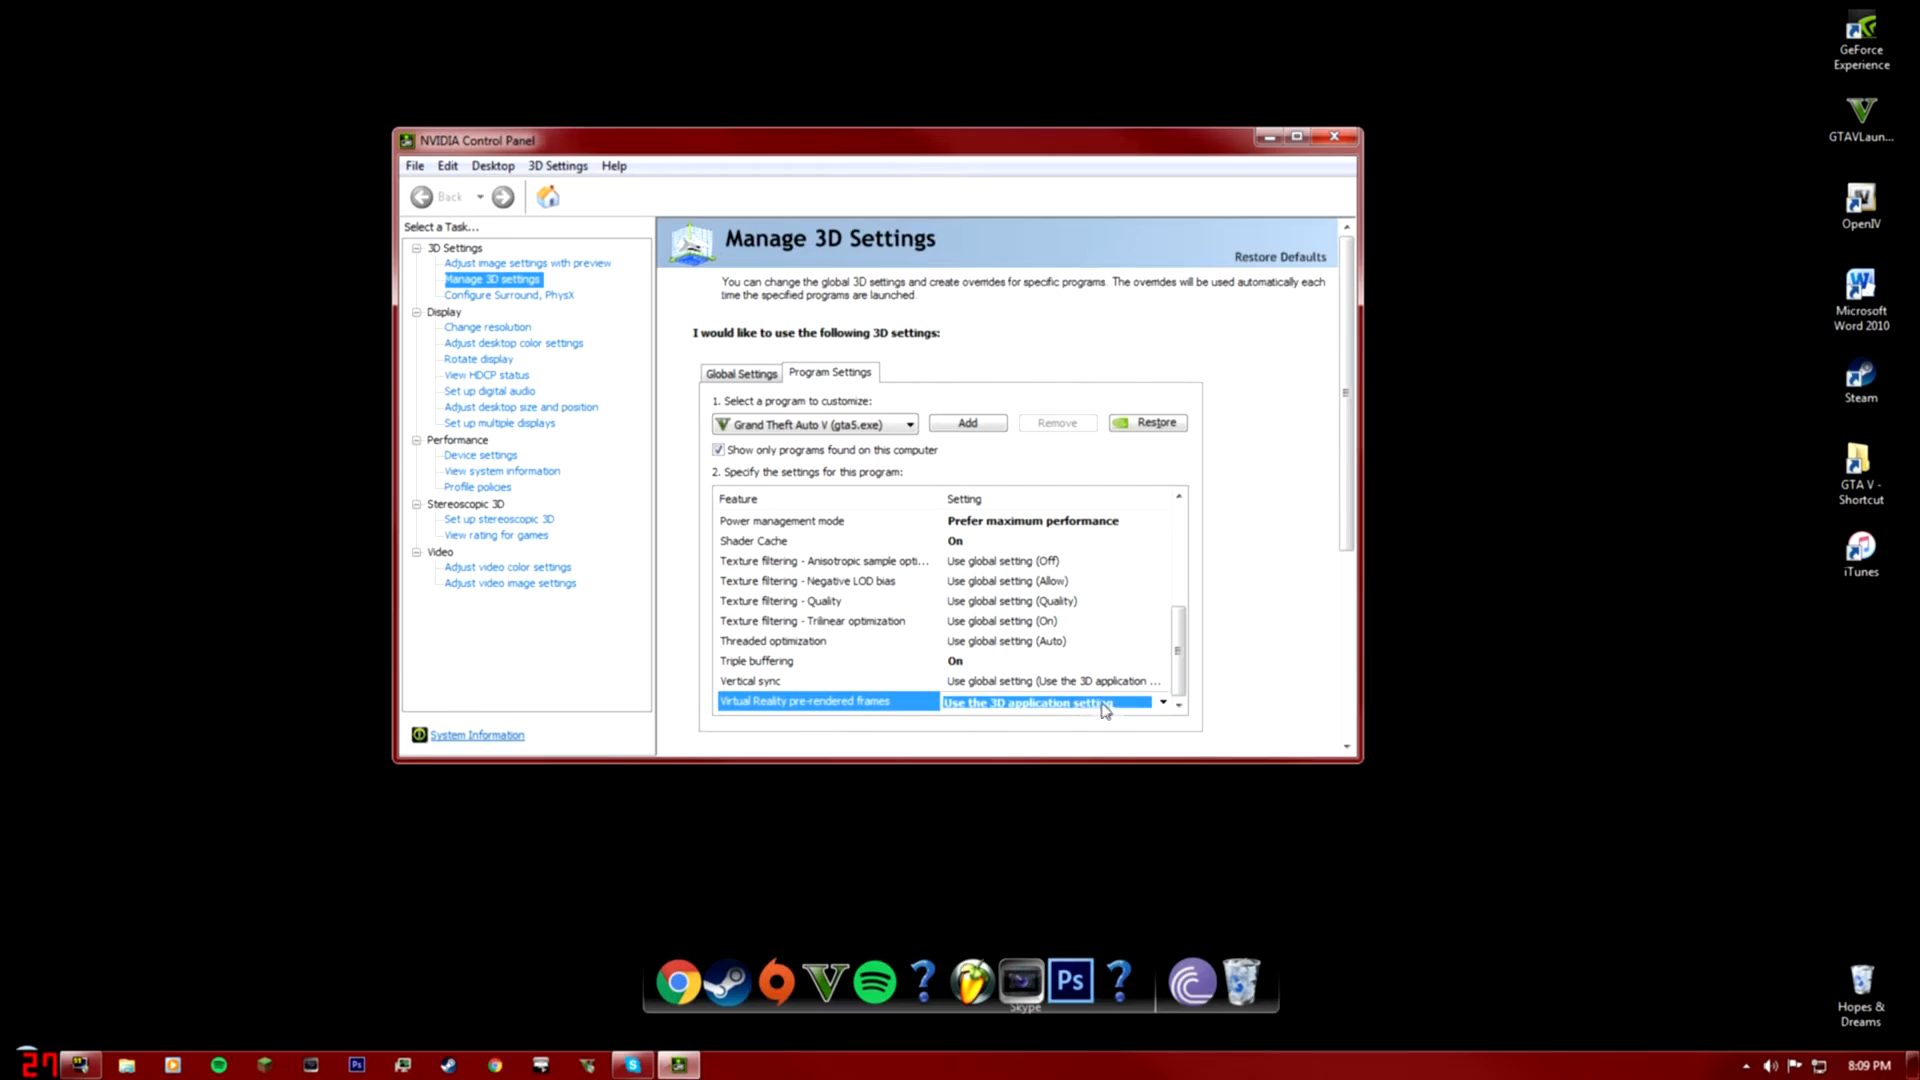 GeForce
Experience
GTAVLaun...
OpenIV
Microsoft
Word 2010
Steam
GTA V -
Shortcut
iTunes
NVIDIA Control Panel
File Edit Desktop 3D Settings Help
Back
Select a Task...
3D Settings
Adjust image settings with preview
Manage 3D settings
Configure Surround, PhysX
Display
Change resolution
Adjust desktop color settings
Rotate display
View HDCP status
Set up digital audio
Adjust desktop size and position
Set up multiple displays
Performance
Device settings
View system information
Profile policies
Stereoscopic 3D
Set up stereoscopic 3D
View rating for games
Video
Adjust video color settings
Adjust video image settings
System Information
Manage 3D Settings
Restore Defaults
You can change the global 3D settings and create overrides for specific programs. The overrides will be used automatically each
time the specified programs are launched.
I would like to use the following 3D settings:
Global Settings Program Settings
1. Select a program to customize:
Grand Theft Auto V (gta5.exe) Add Remove Restore
Show only programs found on this computer
2. Specify the settings for this program:
Feature Setting
Power management mode Prefer maximum performance
Shader Cache On
Texture filtering - Anisotropic sample opti... Use global setting (Off)
Texture filtering - Negative LOD bias Use global setting (Allow)
Texture filtering - Quality Use global setting (Quality)
Texture filtering - Trilinear optimization Use global setting (On)
Threaded optimization Use global setting (Auto)
Triple buffering On
Vertical sync Use global setting (Use the 3D application ...
Virtual Reality pre-rendered frames Use the 3D application setting
Ps
Skype
Hopes &
Dreams
27
Ps
8:09 PM